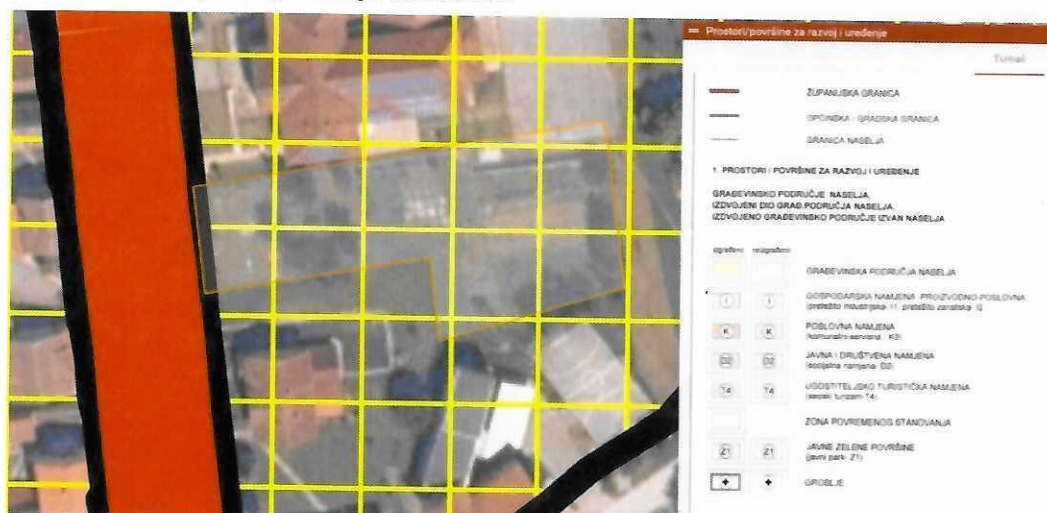 Prostori/površine za razvoj i uređenje
Tumač
ŽUPANIJSKA GRANICA
OPĆINSKA - GRADSKA GRANICA
GRANICA NASELJA
1. PROSTORI / POVRŠINE ZA RAZVOJ I UREĐENJE
GRAĐEVINSKO PODRUČJE NASELJA,
IZDVOJENI DIO GRAĐ.PODRUČJA NASELJA,
IZDVOJENO GRAĐEVINSKO PODRUČJE IZVAN NASELJA
izgrađeno neizgrađeno
GRAĐEVINSKA PODRUČJA NASELJA
I I GOSPODARSKA NAMJENA -PROIZVODNO-POSLOVNA
(pretežito industrijska- I1, pretežito zanatska-
K K POSLOVNA NAMJENA
(komunalno-servisna - K3)
D2 D2 JAVNA I DRUŠTVENA NAMJENA
(socijalna namjena- D2)
T4 T4 UGOSTITELJSKO TURISTIČKA NAMJENA
(seoski turizam-T4)
ZONA POVREMENOG STANOVANJA
Z1 Z1 JAVNE ZELENE POVRŠINE
(javni park- Z1)
GROBLJE